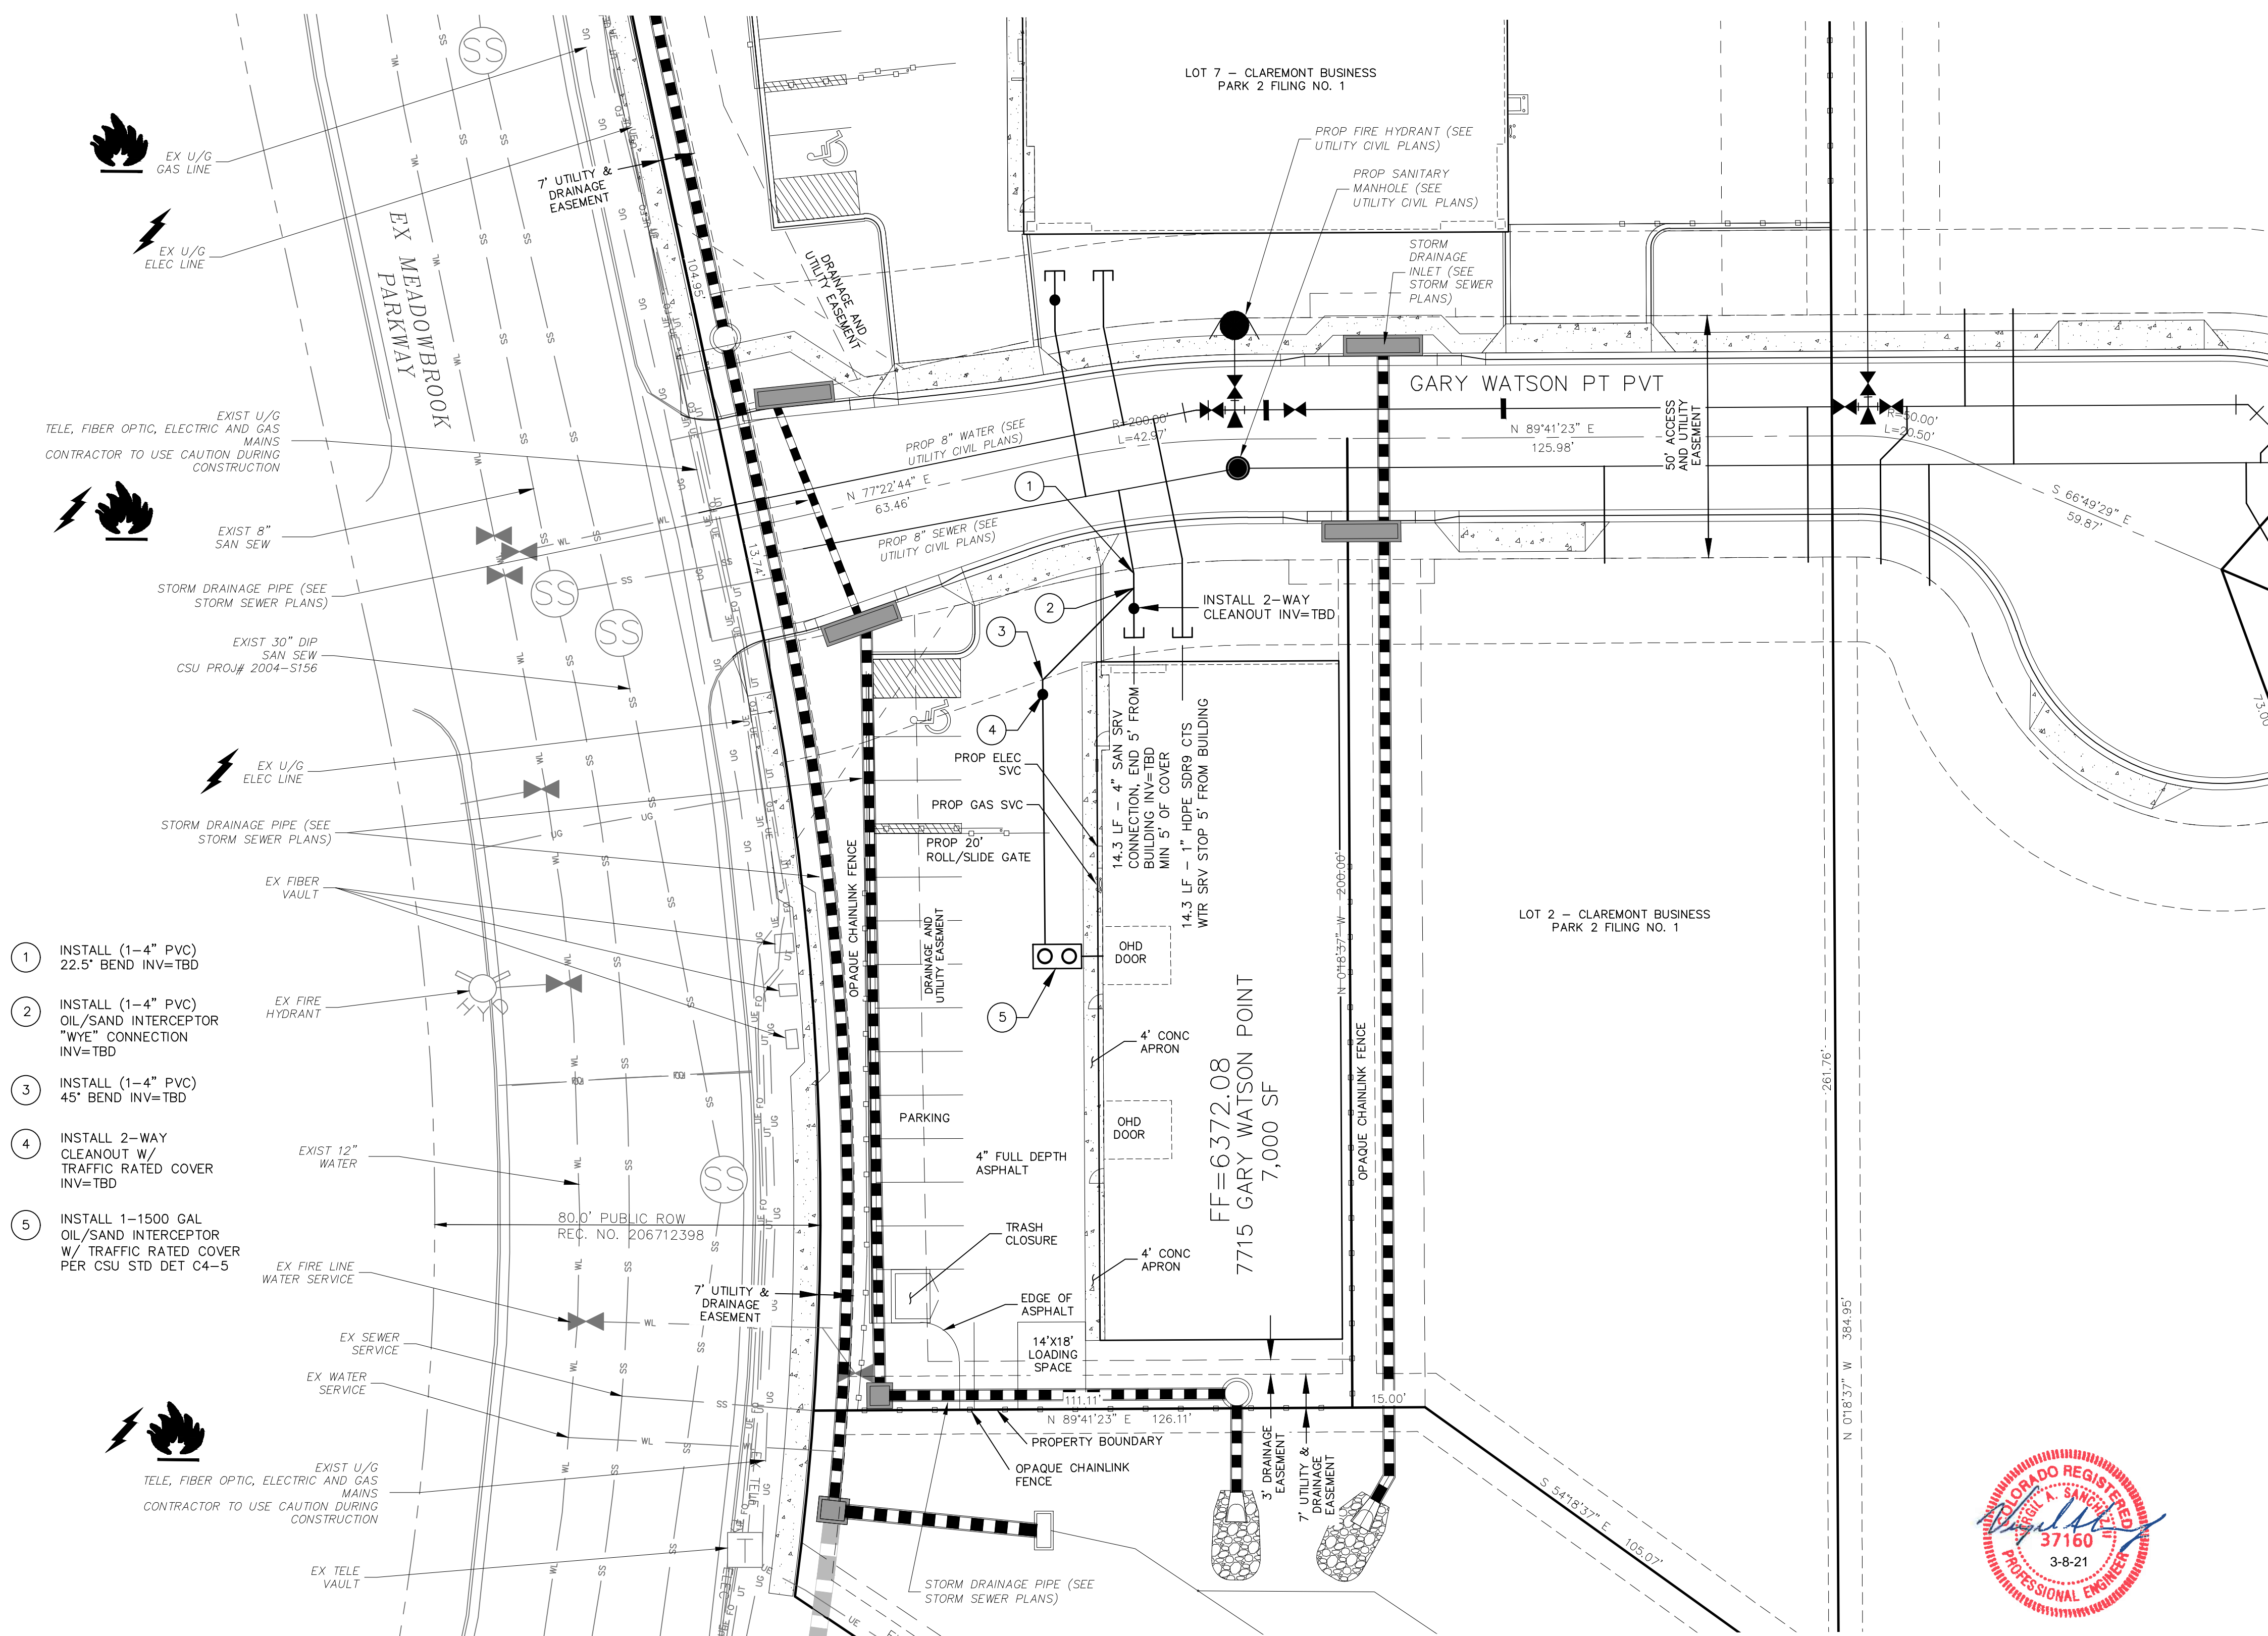 LOT 7 – CLAREMONT BUSINESS
PARK 2 FILING NO. 1
PROP FIRE HYDRANT (SEE
UTILITY CIVIL PLANS)
PROP SANITARY
MANHOLE (SEE
UTILITY CIVIL PLANS)
STORM
DRAINAGE
INLET (SEE
STORM SEWER
PLANS)
EX U/G
GAS LINE
EX U/G
ELEC LINE
7' UTILITY &
DRAINAGE
EASEMENT
104.95'
DRAINAGE AND
UTILITY EASEMENT
EX MEADOWBROOK
PARKWAY
GARY WATSON PT PVT
50' ACCESS
AND UTILITY
EASEMENT
R=200.00'
L=42.97'
N 89°41'23" E
125.98'
R=50.00'
L=20.50'
PROP 8" WATER (SEE
UTILITY CIVIL PLANS)
N 77°22'44" E
63.46'
PROP 8" SEWER (SEE
UTILITY CIVIL PLANS)
S 66°49'29" E
59.87'
13.74'
EXIST U/G
TELE, FIBER OPTIC, ELECTRIC AND GAS
MAINS
CONTRACTOR TO USE CAUTION DURING
CONSTRUCTION
EXIST 8"
SAN SEW
STORM DRAINAGE PIPE (SEE
STORM SEWER PLANS)
EXIST 30" DIP
SAN SEW
CSU PROJ# 2004-S156
EX U/G
ELEC LINE
STORM DRAINAGE PIPE (SEE
STORM SEWER PLANS)
EX FIBER
VAULT
EX FIRE
HYDRANT
HYD
EXIST 12"
WATER
80.0' PUBLIC ROW
REC. NO. 206712398
EX FIRE LINE
WATER SERVICE
EX SEWER
SERVICE
EX WATER
SERVICE
EXIST U/G
TELE, FIBER OPTIC, ELECTRIC AND GAS
MAINS
CONTRACTOR TO USE CAUTION DURING
CONSTRUCTION
EX TELE
VAULT
1 INSTALL (1-4" PVC)
22.5° BEND INV=TBD
2 INSTALL (1-4" PVC)
OIL/SAND INTERCEPTOR
"WYE" CONNECTION
INV=TBD
3 INSTALL (1-4" PVC)
45° BEND INV=TBD
4 INSTALL 2-WAY
CLEANOUT W/
TRAFFIC RATED COVER
INV=TBD
5 INSTALL 1-1500 GAL
OIL/SAND INTERCEPTOR
W/ TRAFFIC RATED COVER
PER CSU STD DET C4-5
1
2
3
4
5
INSTALL 2-WAY
CLEANOUT INV=TBD
PROP ELEC
SVC
PROP GAS SVC
PROP 20'
ROLL/SLIDE GATE
14.3 LF – 4" SAN SRV
CONNECTION, END 5' FROM
BUILDING INV=TBD
MIN 5' OF COVER
14.3 LF – 1" HDPE SDR9 CTS
WTR SRV STOP 5' FROM BUILDING
OPAQUE CHAINLINK FENCE
DRAINAGE AND
UTILITY EASEMENT
OHD
DOOR
4' CONC
APRON
OHD
DOOR
PARKING
4" FULL DEPTH
ASPHALT
FF=6372.08
7715 GARY WATSON POINT
7,000 SF
N 0°18'37" W 200.00'
OPAQUE CHAINLINK FENCE
LOT 2 – CLAREMONT BUSINESS
PARK 2 FILING NO. 1
261.76'
N 0°18'37" W 384.95'
TRASH
CLOSURE
4' CONC
APRON
EDGE OF
ASPHALT
14'X18'
LOADING
SPACE
7' UTILITY &
DRAINAGE
EASEMENT
111.11'
15.00'
N 89°41'23" E 126.11'
PROPERTY BOUNDARY
OPAQUE CHAINLINK
FENCE
3' DRAINAGE
EASEMENT
7' UTILITY &
DRAINAGE
EASEMENT
S 54°18'37" E 105.07'
STORM DRAINAGE PIPE (SEE
STORM SEWER PLANS)
COLORADO REGISTERED
VIRGIL A. SANCHEZ II
37160
3-8-21
PROFESSIONAL ENGINEER